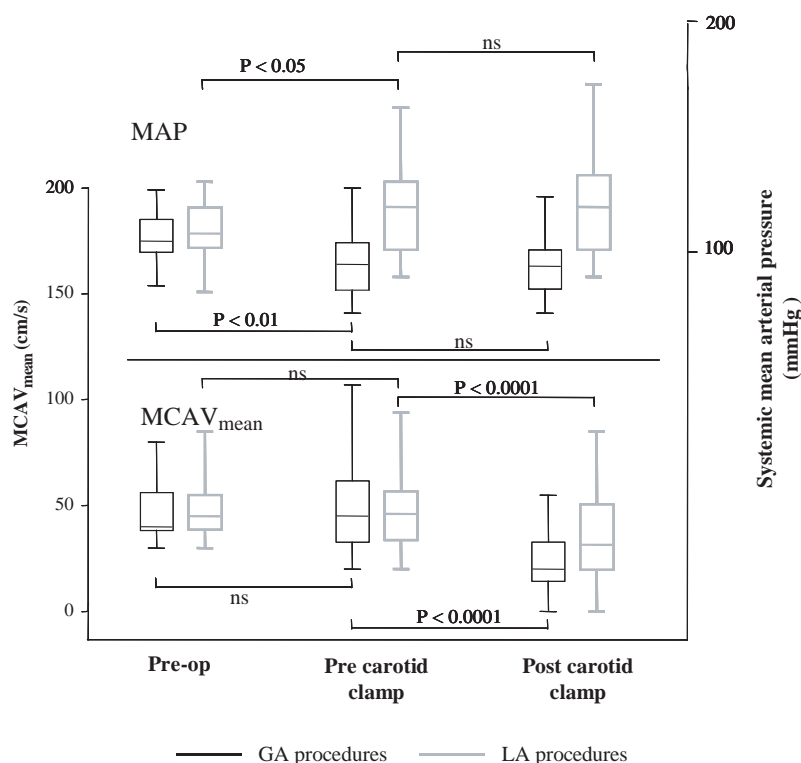 200
ns
P < 0.05
MAP
200
100
150
P < 0.01
ns
MCAVmean (cm/s)
Systemic mean arterial pressure
(mmHg)
ns
100
P < 0.0001
MCAVmean
50
ns
0
P < 0.0001
Pre-op
Pre carotid
clamp
Post carotid
clamp
GA procedures
LA procedures